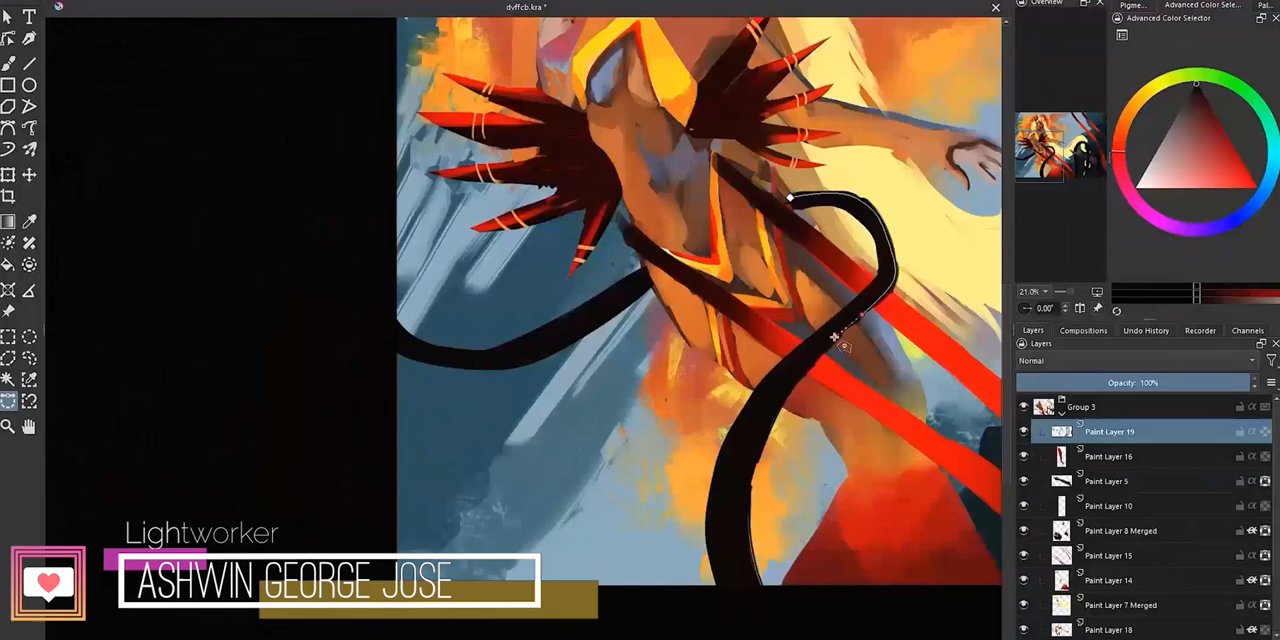 dvffcb.kra *
Overview
Pigme...
Advanced Color Sele...
Pal...
Advanced Color Selector
21.0%
0.00°
Layers
Compositions
Undo History
Recorder
Channels
Layers
Normal
Opacity: 100%
Group 3
Paint Layer 19
Paint Layer 16
Paint Layer 5
Paint Layer 10
Paint Layer 8 Merged
Paint Layer 15
Paint Layer 14
Paint Layer 7 Merged
Paint Layer 18
Lightworker
ASHWIN GEORGE JOSE